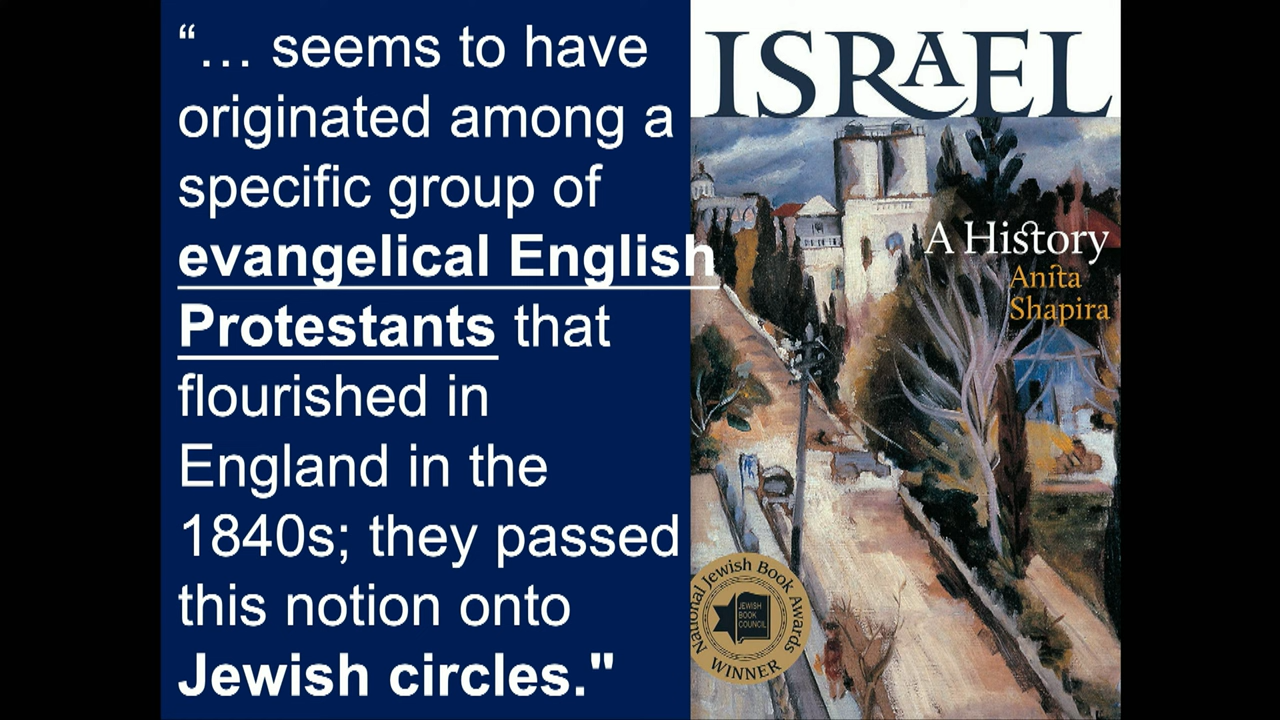 “… seems to have
originated among a
specific group of
evangelical English
Protestants that
flourished in
England in the
1840s; they passed
this notion onto
Jewish circles."
ISRAEL
A History
Anita
Shapira
National Jewish Book Awards
JEWISH
BOOK
COUNCIL
WINNER